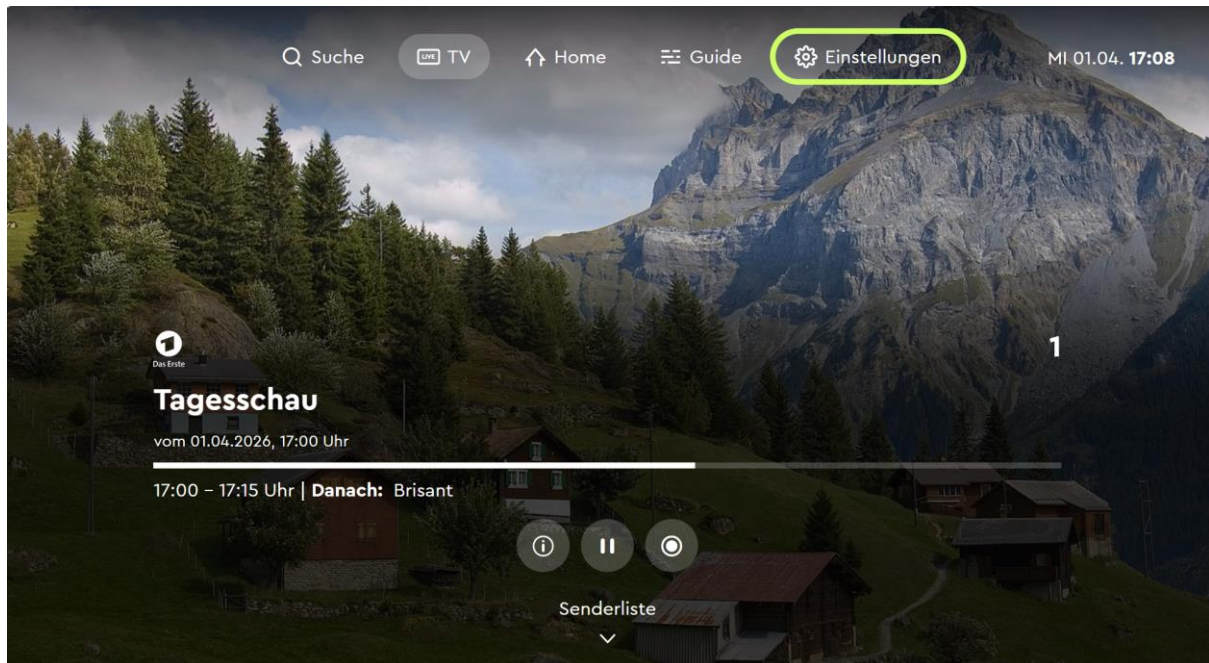 Suche
LIVE TV
Home
Guide
Einstellungen
MI 01.04. 17:08
Das Erste
1
Tagesschau
vom 01.04.2026, 17:00 Uhr
17:00 – 17:15 Uhr | Danach: Brisant
Senderliste